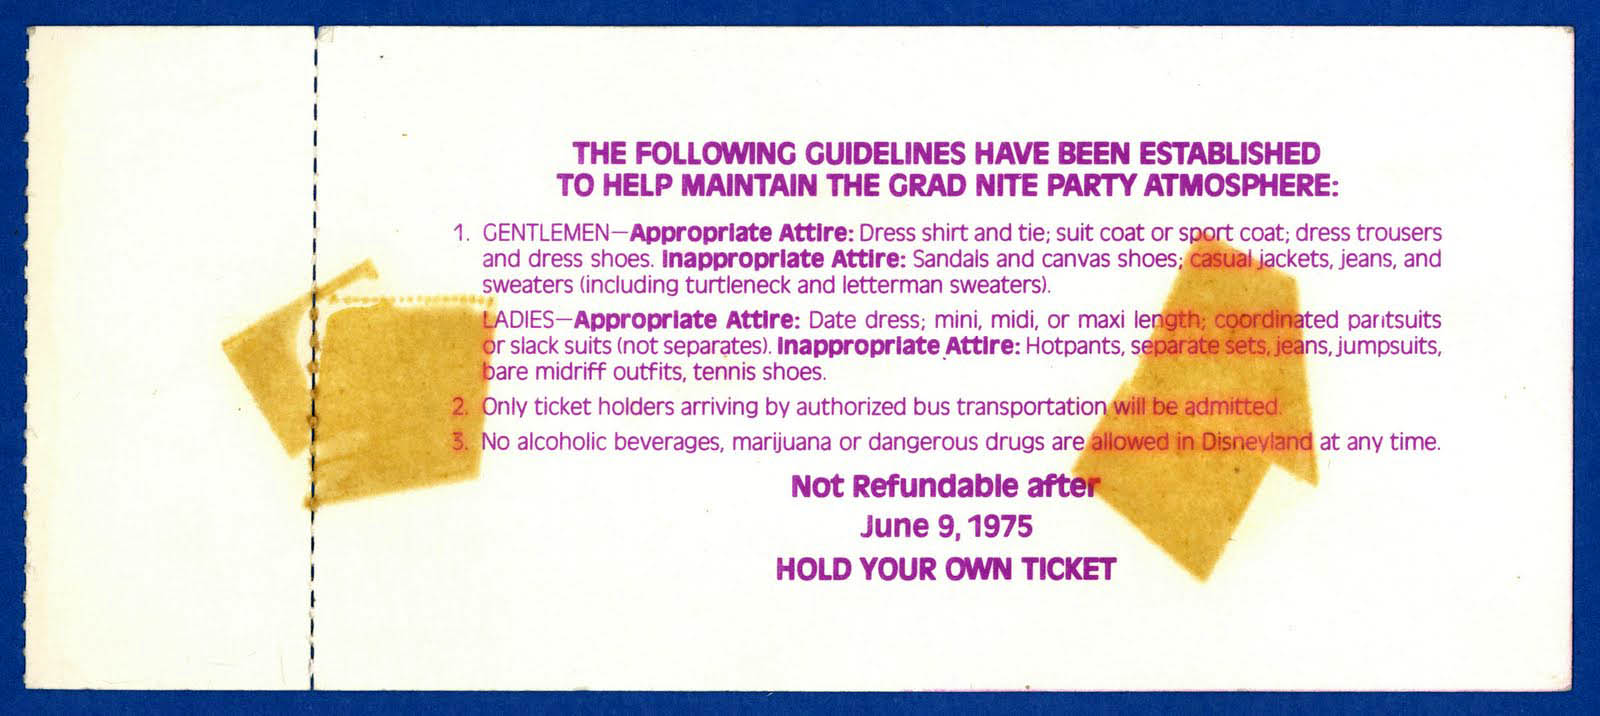 THE FOLLOWING GUIDELINES HAVE BEEN ESTABLISHED
TO HELP MAINTAIN THE GRAD NITE PARTY ATMOSPHERE:
1. GENTLEMEN—Appropriate Attire: Dress shirt and tie; suit coat or sport coat; dress trousers
and dress shoes. Inappropriate Attire: Sandals and canvas shoes; casual jackets, jeans, and
sweaters (including turtleneck and letterman sweaters).
LADIES—Appropriate Attire: Date dress; mini, midi, or maxi length; coordinated pantsuits
or slack suits (not separates). Inappropriate Attire: Hotpants, separate sets, jeans, jumpsuits,
bare midriff outfits, tennis shoes.
2. Only ticket holders arriving by authorized bus transportation will be admitted.
3. No alcoholic beverages, marijuana or dangerous drugs are allowed in Disneyland at any time.
Not Refundable after
June 9, 1975
HOLD YOUR OWN TICKET